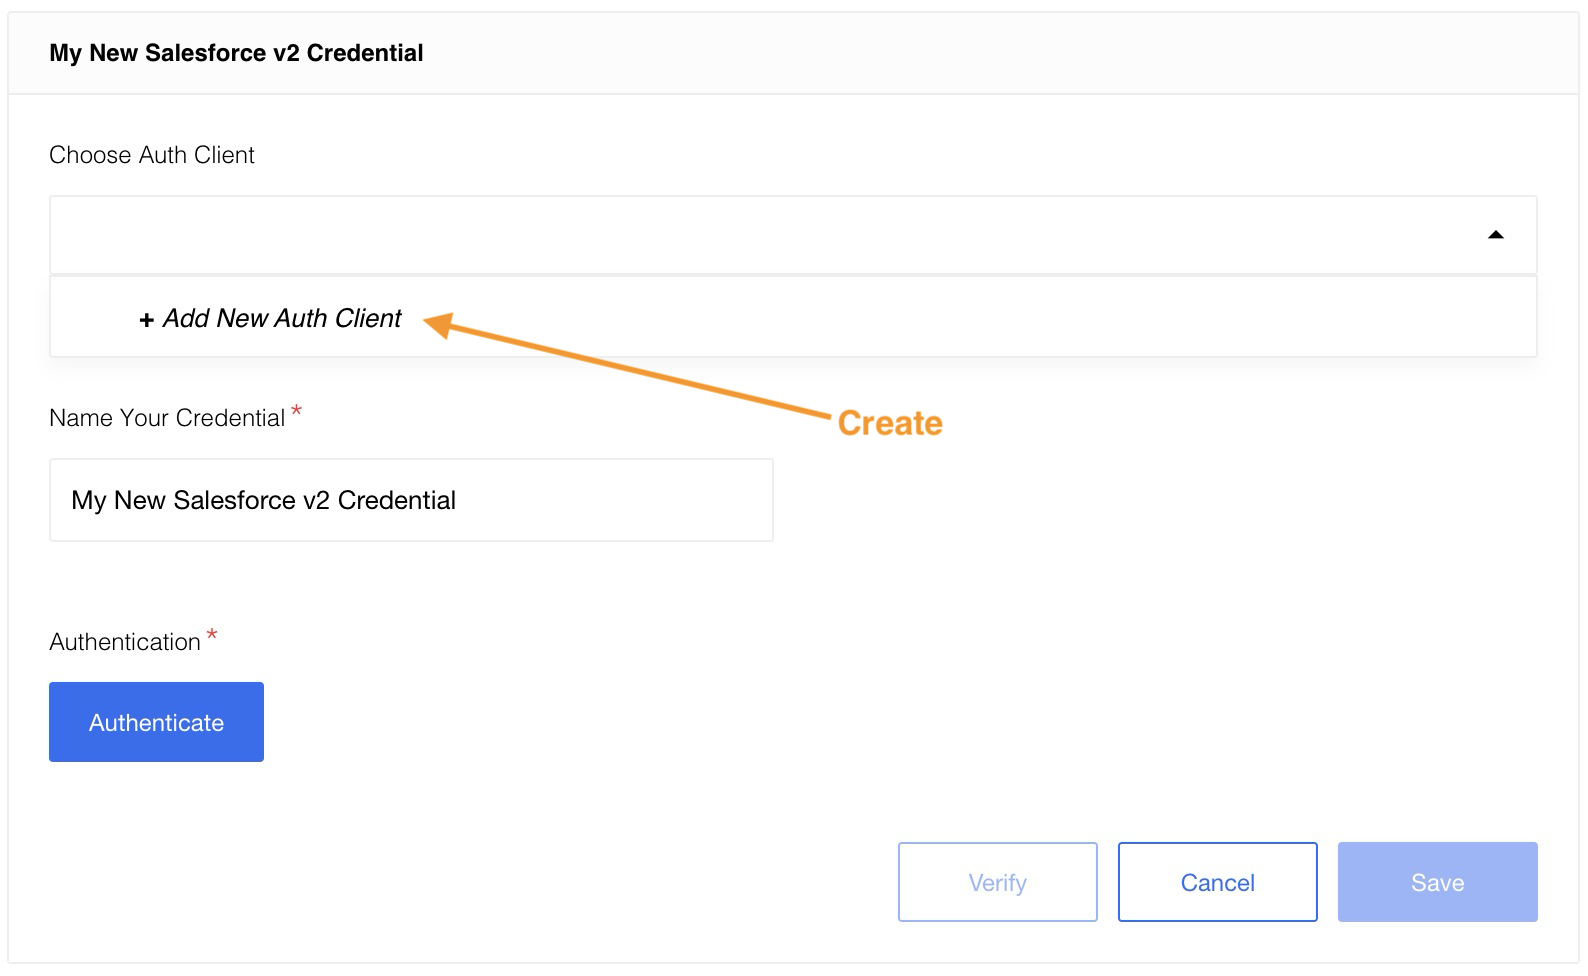 My New Salesforce v2 Credential
Choose Auth Client
+ Add New Auth Client
Create
Name Your Credential *
My New Salesforce v2 Credential
Authentication *
Authenticate
Verify
Cancel
Save